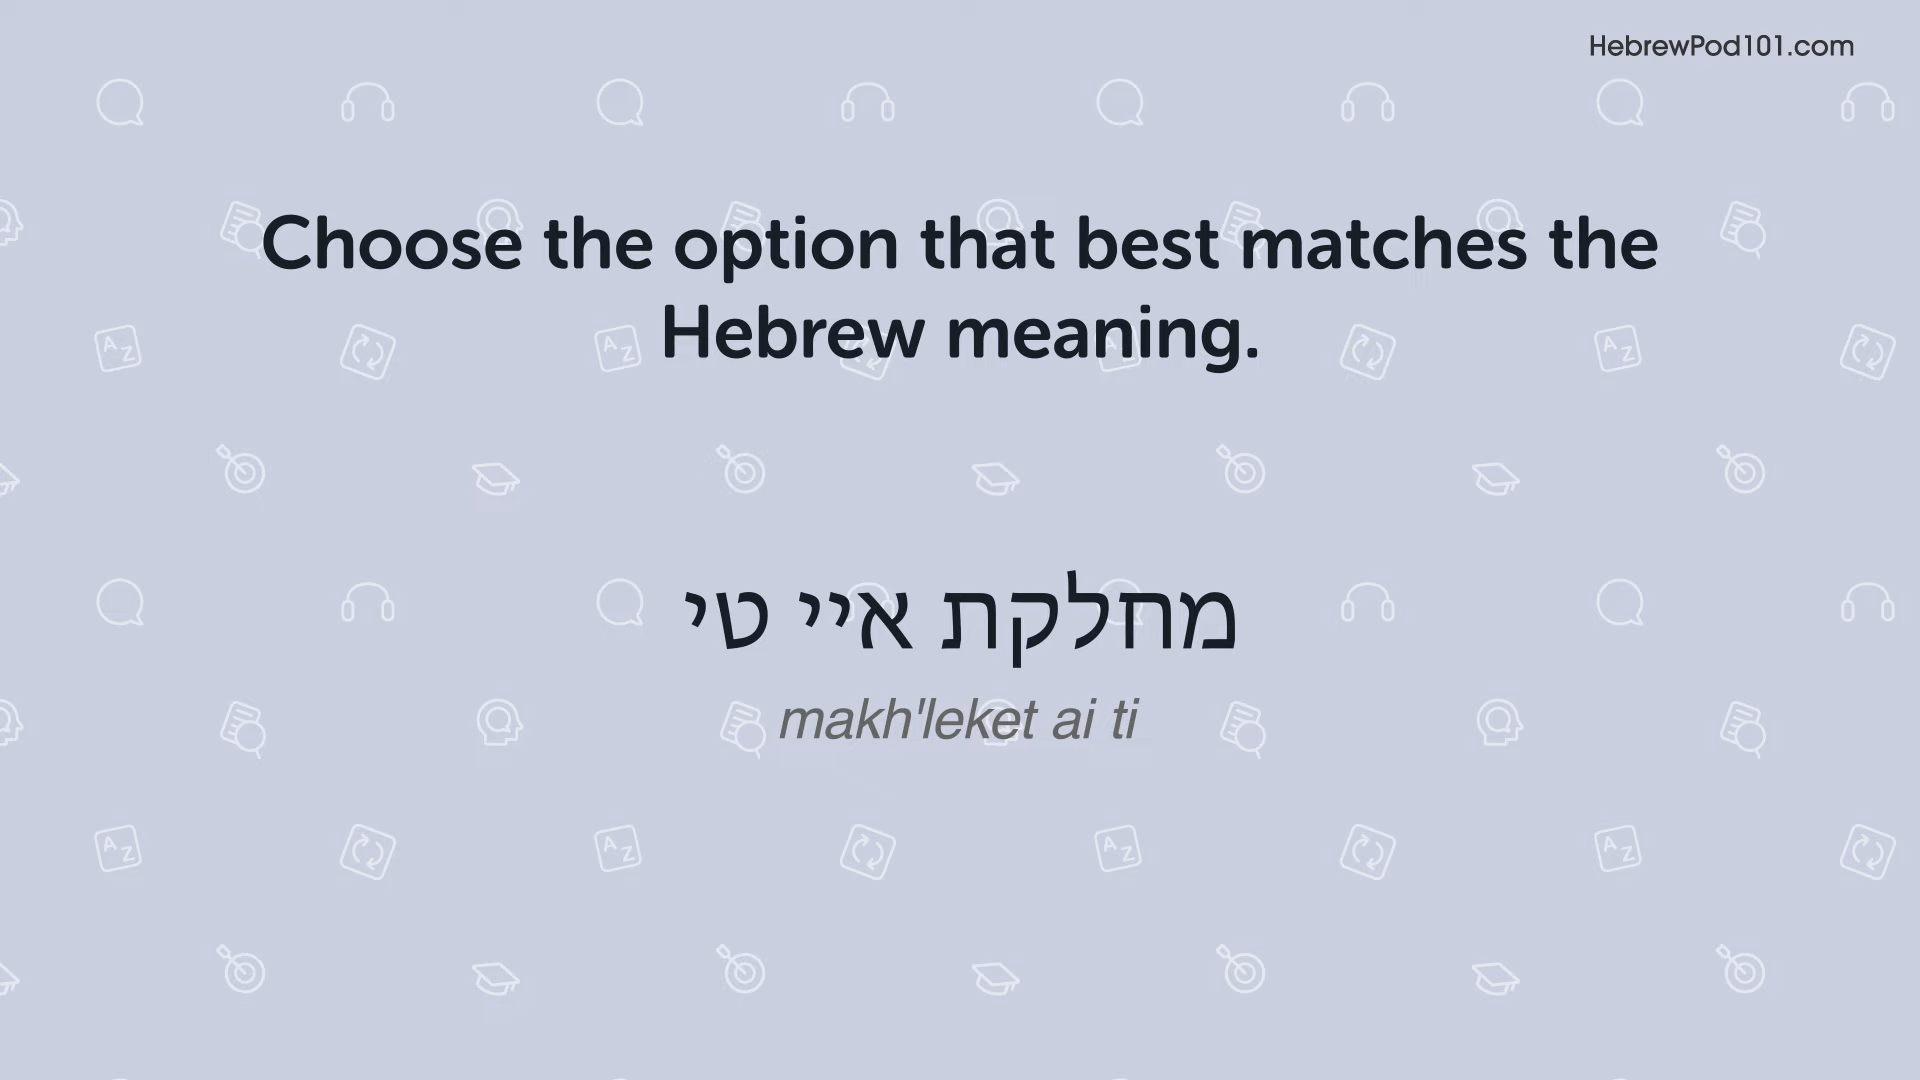 HebrewPod101.com
Choose the option that best matches the
Hebrew meaning.
מחלקת איי טי
makh'leket ai ti